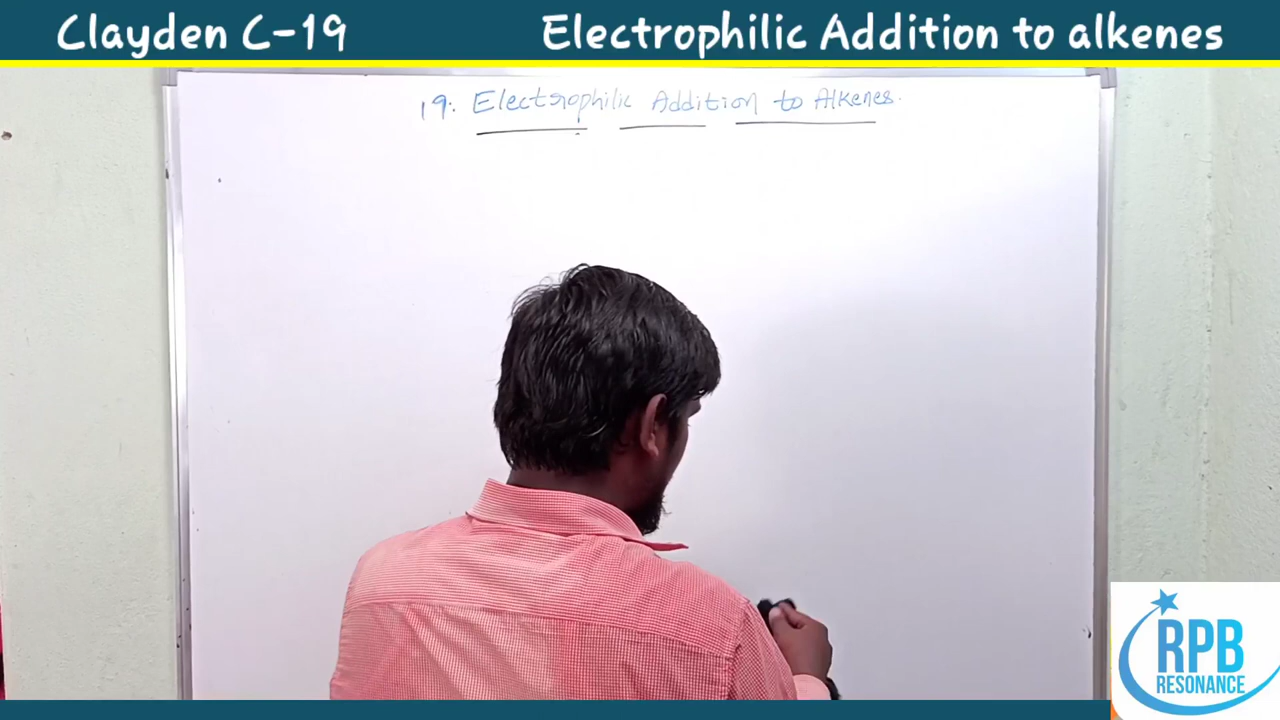 Clayden C-19
Electrophilic Addition to alkenes
19. Electrophilic Addition to Alkenes.
RPB
RESONANCE